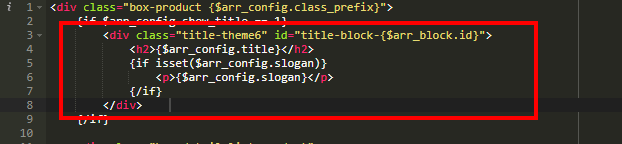 i 1 <div class="box-product {$arr_config.class_prefix}">
2 {if $arr_config.show_title == 1}
3 <div class="title-theme6" id="title-block-{$arr_block.id}">
4 <h2>{$arr_config.title}</h2>
5 {if isset($arr_config.slogan)}
6 <p>{$arr_config.slogan}</p>
7 {/if}
8 </div>
9 {/if}
10